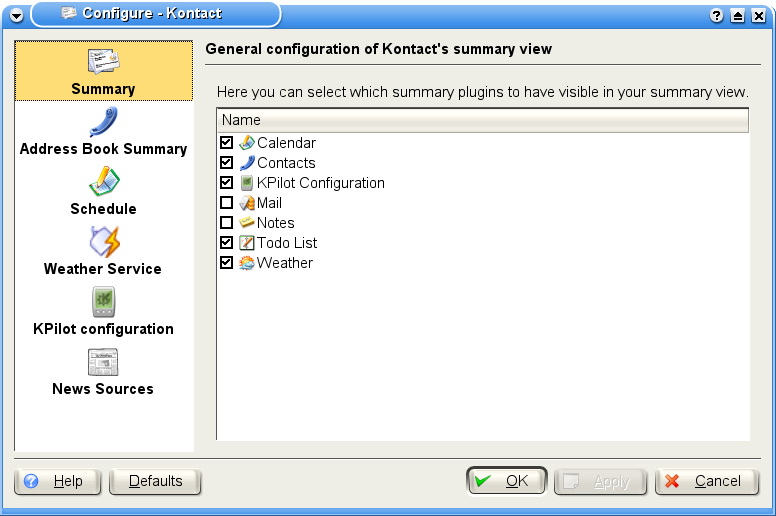 Configure - Kontact
Summary
Address Book Summary
Schedule
Weather Service
KPilot configuration
News Sources
General configuration of Kontact's summary view
Here you can select which summary plugins to have visible in your summary view.
Name
Calendar
Contacts
KPilot Configuration
Mail
Notes
Todo List
Weather
Help
Defaults
OK
Apply
Cancel